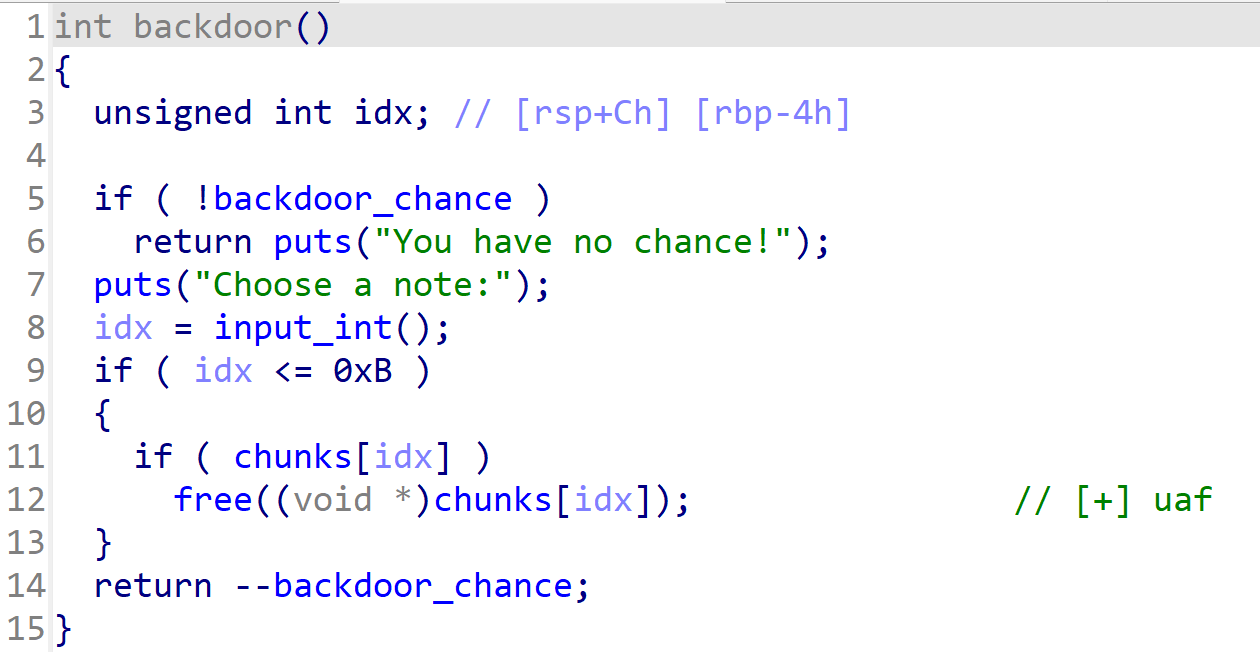 1 int backdoor()
2 {
3   unsigned int idx; // [rsp+Ch] [rbp-4h]
4
5   if ( !backdoor_chance )
6     return puts("You have no chance!");
7   puts("Choose a note:");
8   idx = input_int();
9   if ( idx <= 0xB )
10   {
11     if ( chunks[idx] )
12       free((void *)chunks[idx]);                // [+] uaf
13   }
14   return --backdoor_chance;
15 }